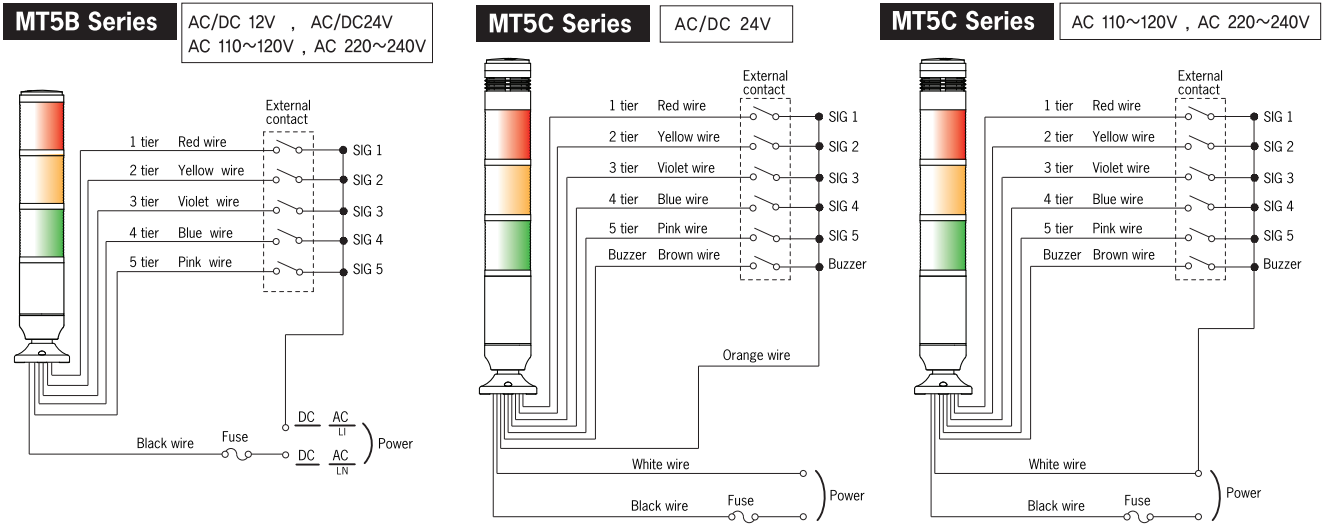 MT5B Series
AC/DC 12V , AC/DC24V
AC 110~120V , AC 220~240V
External
contact
1 tier Red wire SIG 1
2 tier Yellow wire SIG 2
3 tier Violet wire SIG 3
4 tier Blue wire SIG 4
5 tier Pink wire SIG 5
DC AC
LI
Black wire Fuse DC AC Power
LN
MT5C Series
AC/DC 24V
External
contact
1 tier Red wire SIG 1
2 tier Yellow wire SIG 2
3 tier Violet wire SIG 3
4 tier Blue wire SIG 4
5 tier Pink wire SIG 5
Buzzer Brown wire Buzzer
Orange wire
White wire
Power
Black wire Fuse
MT5C Series
AC 110~120V , AC 220~240V
External
contact
1 tier Red wire SIG 1
2 tier Yellow wire SIG 2
3 tier Violet wire SIG 3
4 tier Blue wire SIG 4
5 tier Pink wire SIG 5
Buzzer Brown wire Buzzer
White wire
Power
Black wire Fuse